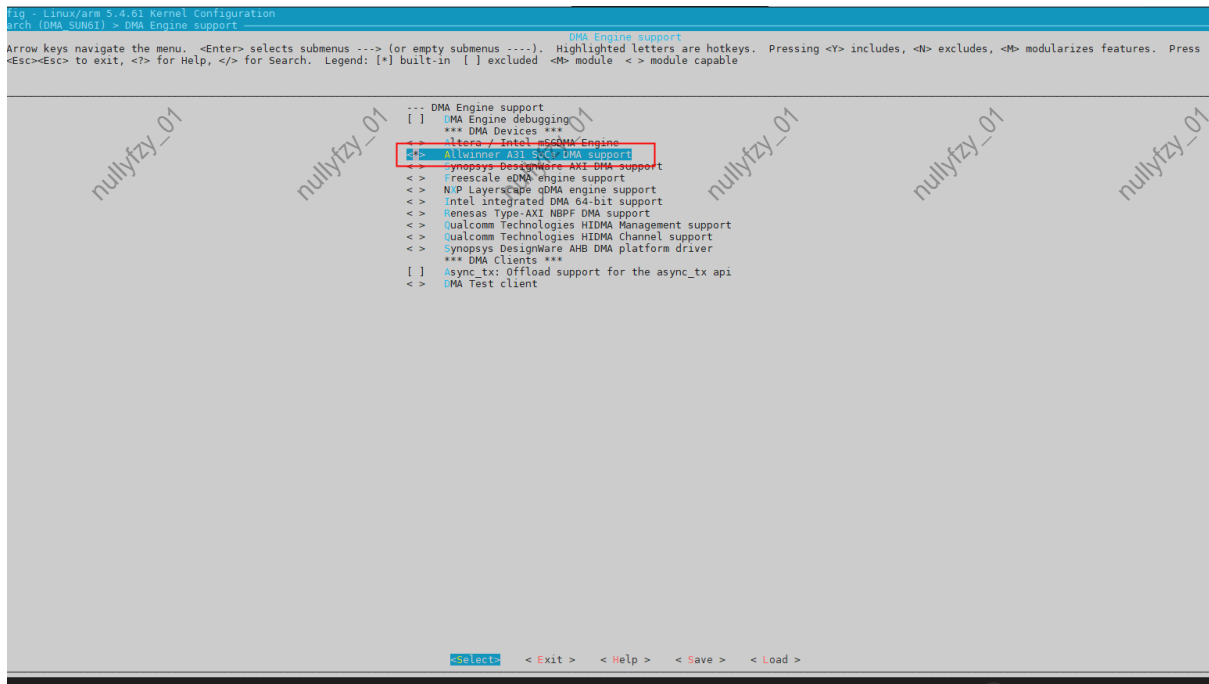 fig - Linux/arm 5.4.61 Kernel Configuration
arch (DMA_SUN6I) > DMA Engine support
DMA Engine support
Arrow keys navigate the menu. <Enter> selects submenus ---> (or empty submenus ----). Highlighted letters are hotkeys. Pressing <Y> includes, <N> excludes, <M> modularizes features. Press
<Esc><Esc> to exit, <?> for Help, </> for Search. Legend: [*] built-in [ ] excluded <M> module < > module capable
--- DMA Engine support
[ ] DMA Engine debugging
*** DMA Devices ***
< > Altera / Intel mSGDMA Engine
<*> Allwinner A31 SoCs DMA support
< > Synopsys DesignWare AXI DMA support
< > Freescale eDMA engine support
< > NXP Layerscape qDMA engine support
< > Intel integrated DMA 64-bit support
< > Renesas Type-AXI NBPF DMA support
< > Qualcomm Technologies HIDMA Management support
< > Qualcomm Technologies HIDMA Channel support
< > Synopsys DesignWare AHB DMA platform driver
*** DMA Clients ***
[ ] Async_tx: Offload support for the async_tx api
< > DMA Test client
nullyfzy_01 nullyfzy_01 nullyfzy_01 nullyfzy_01 nullyfzy_01 nullyfzy_01
<Select> < Exit > < Help > < Save > < Load >